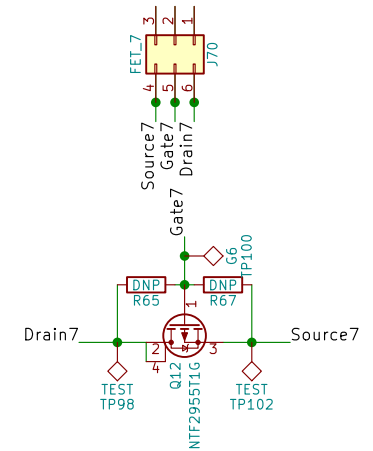 3
2
1
FET_7
J70
4
5
6
Source7
Gate7
Drain7
Gate7
G6
TP100
DNP
DNP
R65
R67
1
Drain7
Source7
2
3
4
Q12
NTF2955T1G
TEST
TP98
TEST
TP102